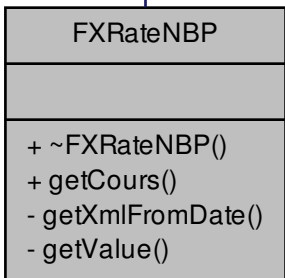 FXRateNBP
+ ~FXRateNBP()
+ getCours()
- getXmlFromDate()
- getValue()